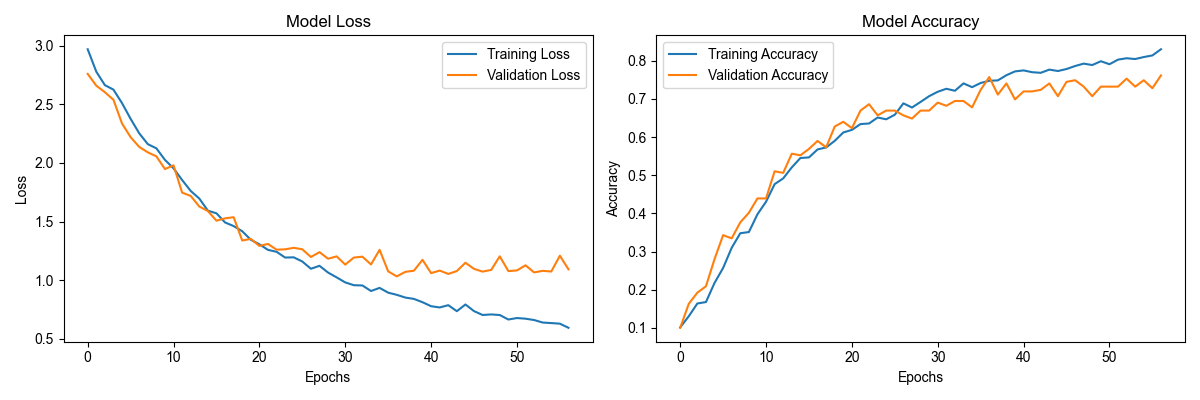 Model Loss
3.0
2.5
2.0
1.5
1.0
0.5
Loss
0 10 20 30 40 50
Epochs
Training Loss
Validation Loss
Model Accuracy
0.8
0.7
0.6
0.5
0.4
0.3
0.2
0.1
Accuracy
0 10 20 30 40 50
Epochs
Training Accuracy
Validation Accuracy